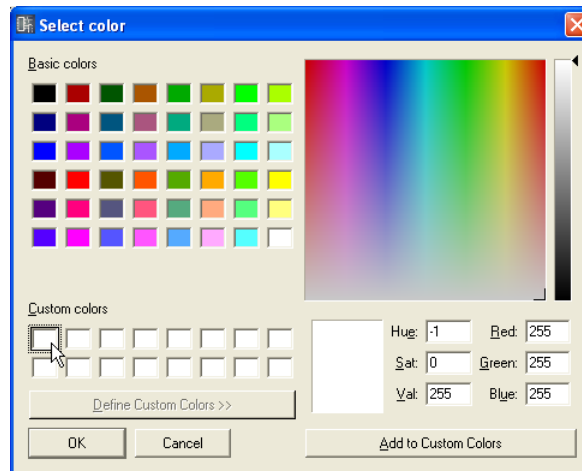 Select color
Basic colors
Custom colors
Define Custom Colors >>
OK
Cancel
Hue: -1
Red: 255
Sat: 0
Green: 255
Val: 255
Blue: 255
Add to Custom Colors